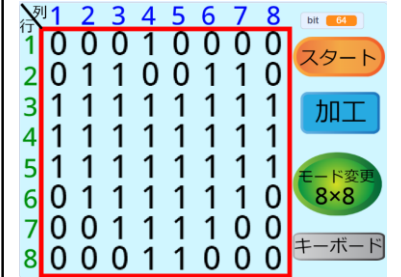 列 1 2 3 4 5 6 7 8
行
1 0 0 0 1 0 0 0 0
2 0 1 1 0 0 1 1 0
3 1 1 1 1 1 1 1 1
4 1 1 1 1 1 1 1 1
5 1 1 1 1 1 1 1 1
6 0 1 1 1 1 1 1 0
7 0 0 1 1 1 1 0 0
8 0 0 0 1 1 0 0 0
bit 64
スタート
加工
モード変更
8×8
キーボード